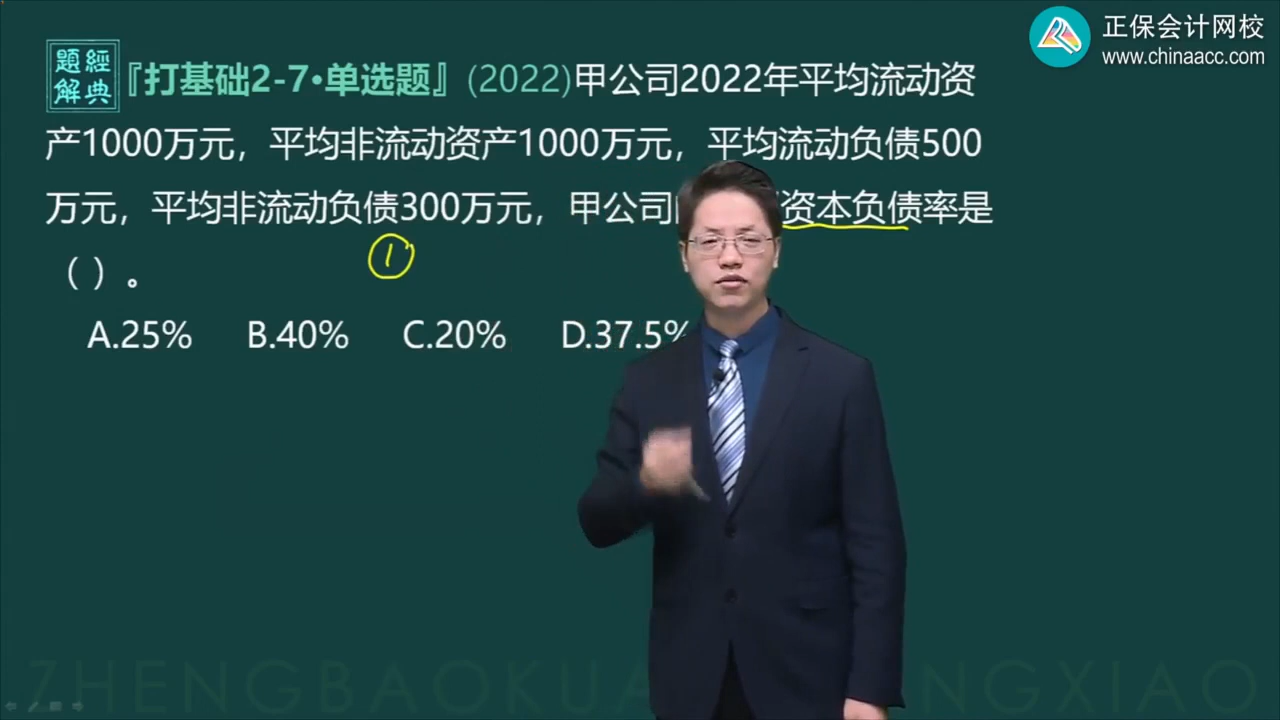 正保会计网校
www.chinaacc.com
經典題解
『打基础2-7•单选题』(2022)甲公司2022年平均流动资
产1000万元，平均非流动资产1000万元，平均流动负债500
万元，平均非流动负债300万元，甲公司 资本负债率是
（ ）。
①
A.25% B.40% C.20% D.37.5%